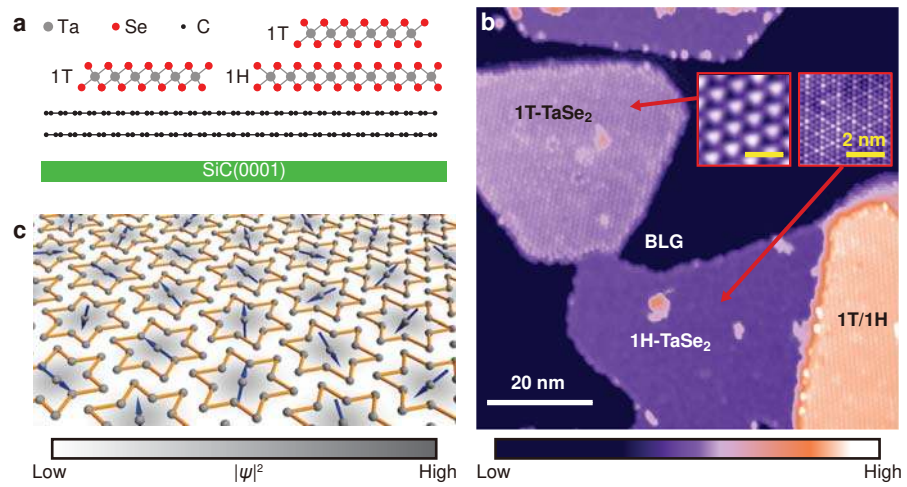 a
Ta
Se
C
1T
1T
1H
SiC(0001)
b
1T-TaSe₂
2 nm
BLG
1H-TaSe₂
1T/1H
20 nm
Low
High
c
Low
|ψ|²
High